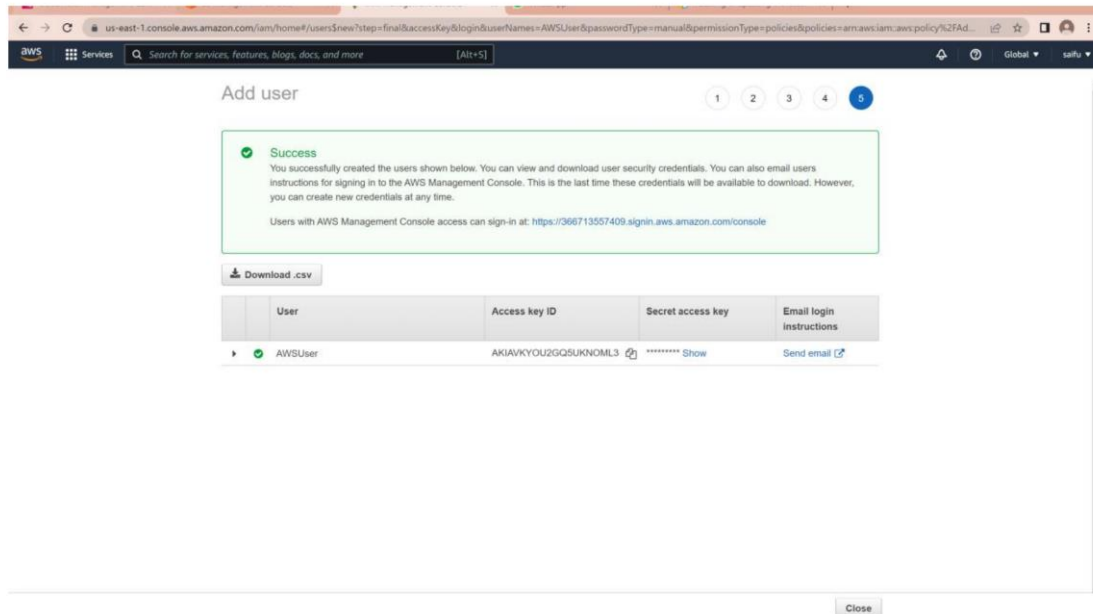 us-east-1.console.aws.amazon.com/iam/home#/users$new?step=final&accessKey&login&userNames=AWSUser&passwordType=manual&permissionType=policies&policies=arn:aws:iam::aws:policy%2FAd...
aws Services Search for services, features, blogs, docs, and more [Alt+S] Global saifu
Add user 1 2 3 4 5
Success
You successfully created the users shown below. You can view and download user security credentials. You can also email users
instructions for signing in to the AWS Management Console. This is the last time these credentials will be available to download. However,
you can create new credentials at any time.
Users with AWS Management Console access can sign-in at: https://366713557409.signin.aws.amazon.com/console
Download .csv
User Access key ID Secret access key Email login
instructions
AWSUser AKIAVKYOU2GQ5UKNOML3 ********* Show Send email
Close